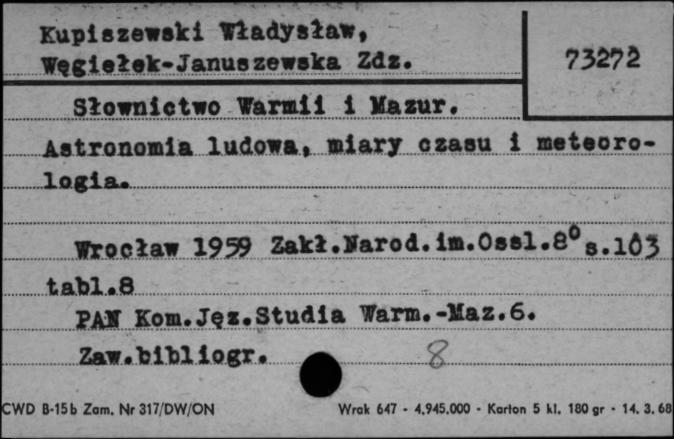 Kupiszewski Władysław,
Węgiełek-Januszewska Zdz.
73272
Słownictwo Warmii i Mazur.
Astronomia ludowa, miary czasu i meteoro-
logia.
Wrocław 1959 Zakł.Narod.im.Ossl.8° s.103
tabl.8
PAN Kom.Jęz.Studia Warm.-Maz.6.
Zaw.bibliogr.
8
CWD B-15b Zam. Nr 317/DW/ON
Wrak 647 - 4.945.000 - Karton 5 kl. 180 gr - 14. 3. 68